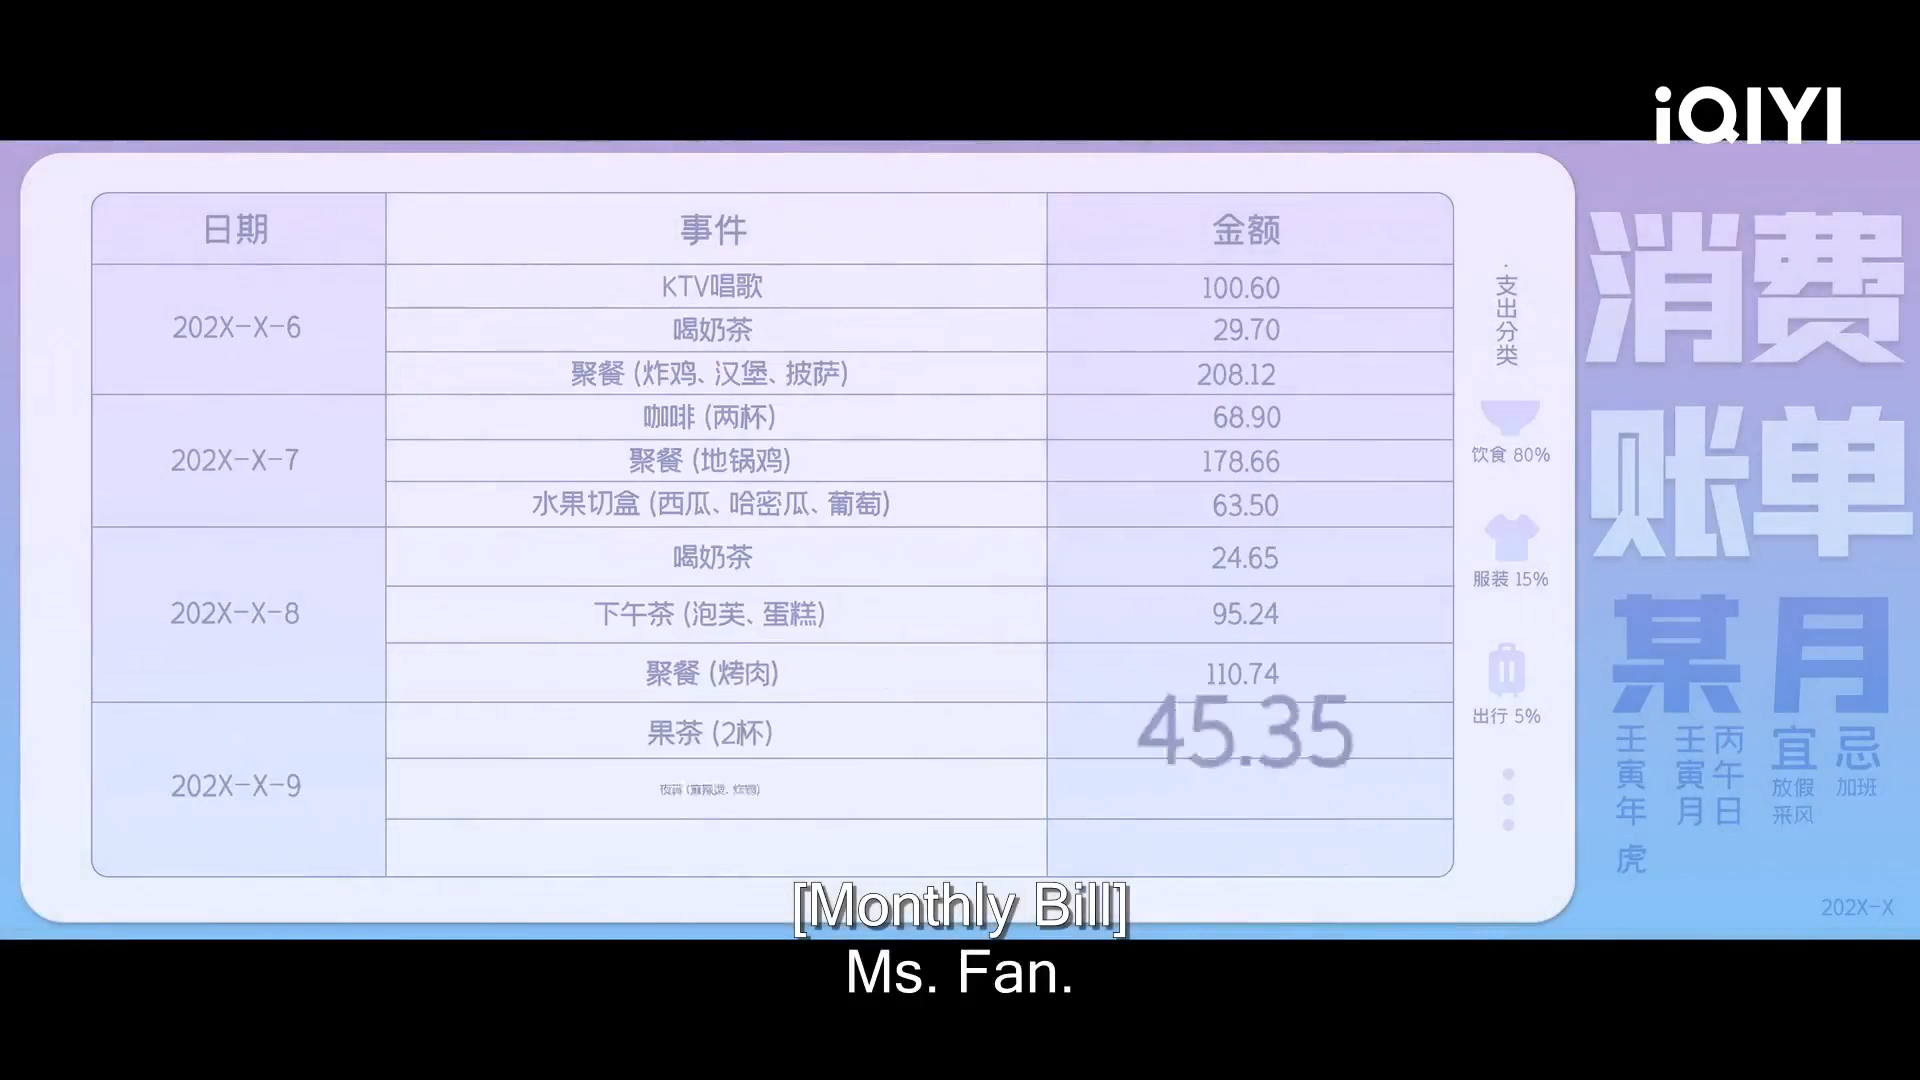 iQIYI
日期 事件 金额
202X-X-6
KTV唱歌 100.60
喝奶茶 29.70
聚餐 (炸鸡、汉堡、披萨) 208.12
202X-X-7
咖啡 (两杯) 68.90
聚餐 (地锅鸡) 178.66
水果切盒 (西瓜、哈密瓜、葡萄) 63.50
202X-X-8
喝奶茶 24.65
下午茶 (泡芙、蛋糕) 95.24
聚餐 (烤肉) 110.74
202X-X-9
果茶 (2杯) 45.35
·支出分类
饮食 80%
服装 15%
出行 5%
消费
账单
某月
壬寅年 虎
壬寅月
丙午日
宜
放假
采风
忌
加班
202X-X
[Monthly Bill]
Ms. Fan.